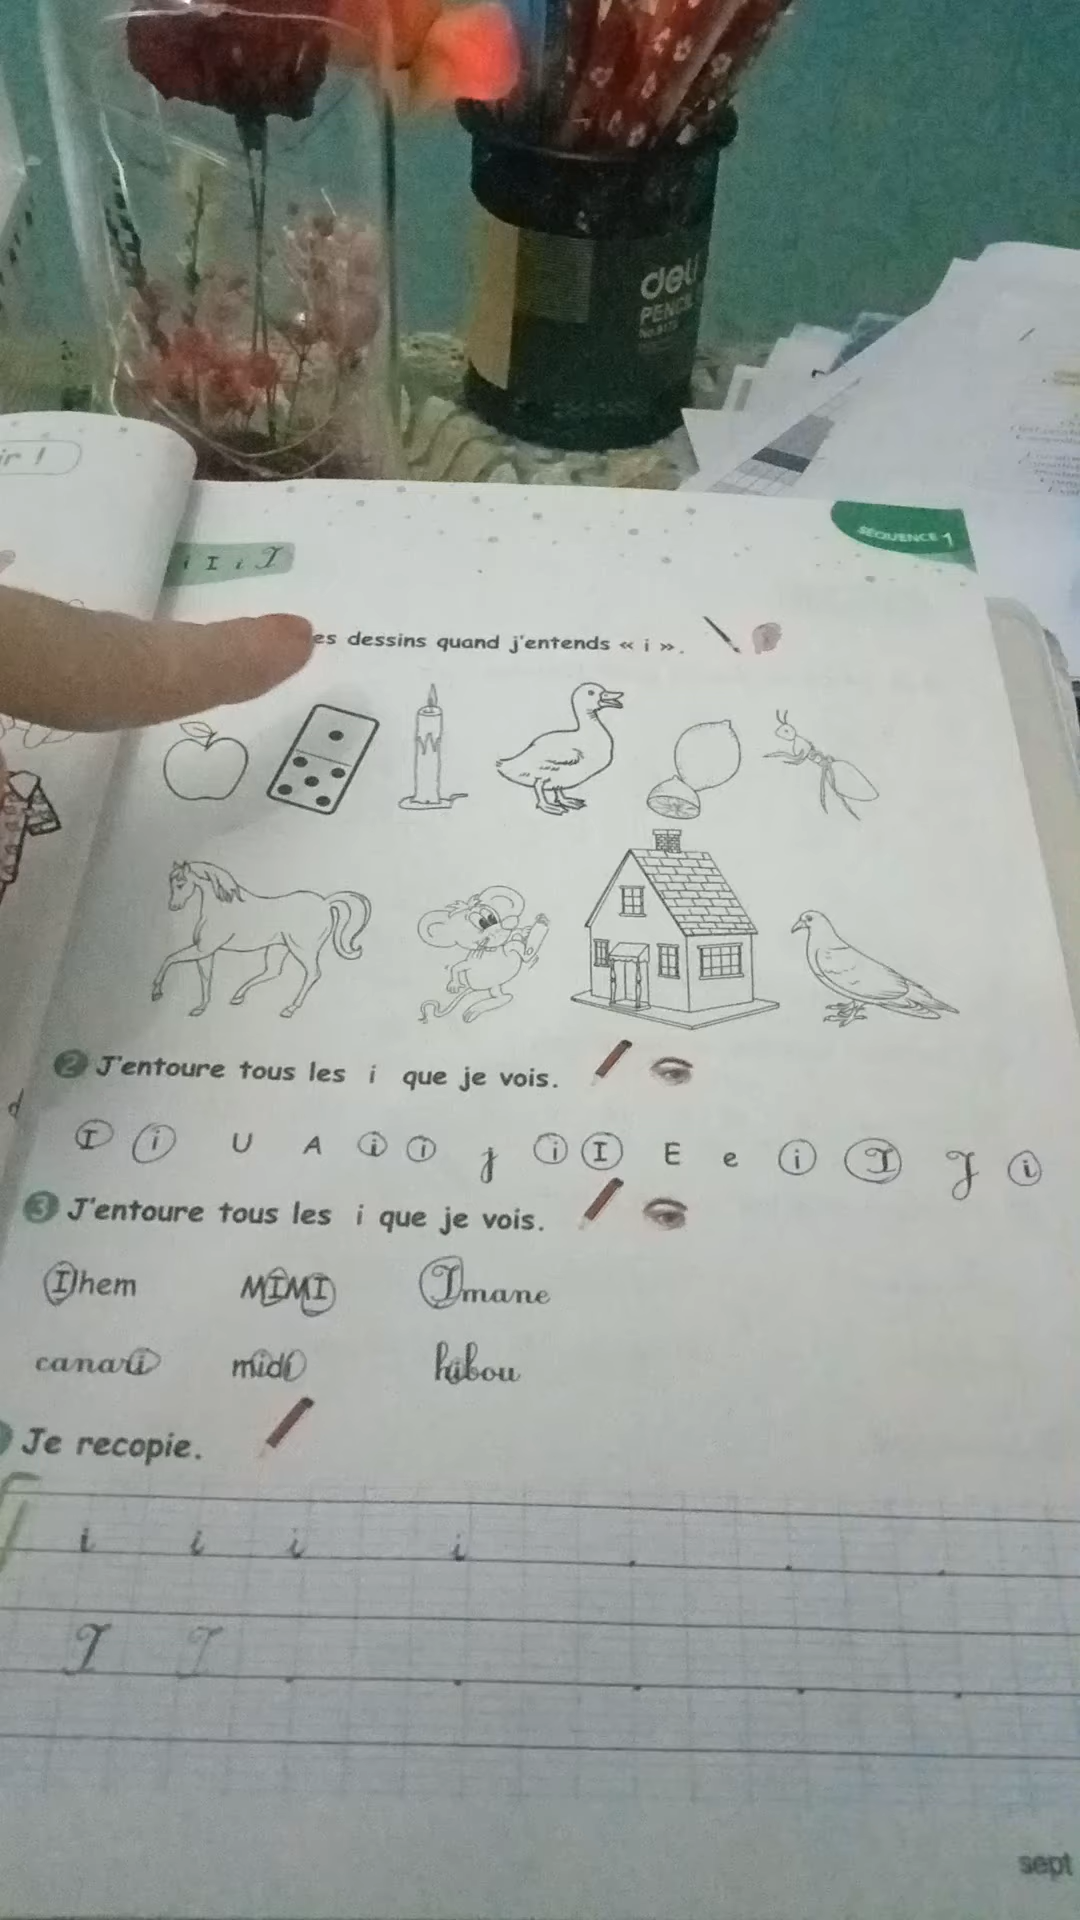 deli
PENCIL
ir !
SÉQUENCE 1
i I i I
es dessins quand j'entends « i ».
2 J'entoure tous les i que je vois.
I i U A i i j i I E e i I J i
3 J'entoure tous les i que je vois.
Ilhem MIMI Imane
canari midi hibou
d
Je recopie.
i i i i
I I
sept